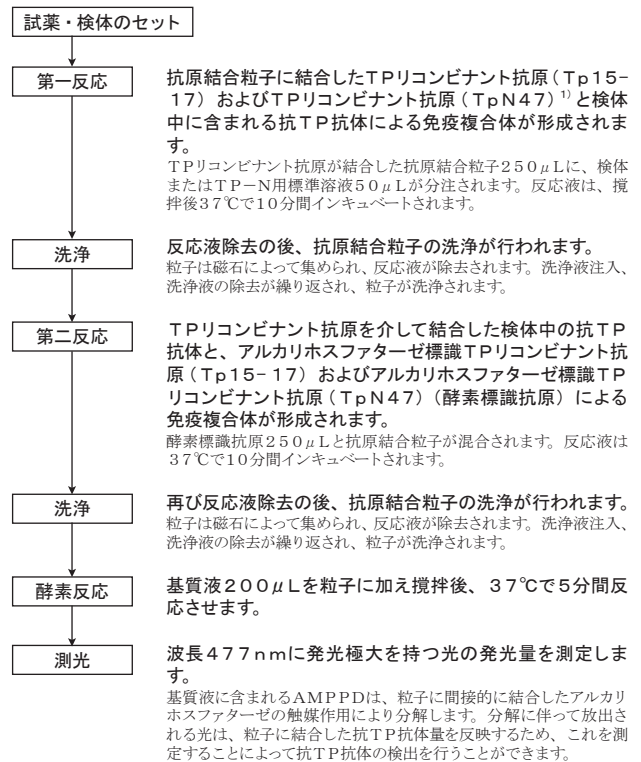 試薬・検体のセット
第一反応
抗原結合粒子に結合したTPリコンビナント抗原(Tp15-
17)およびTPリコンビナント抗原(TpN47)1)と検体
中に含まれる抗TP抗体による免疫複合体が形成されま
す。
TPリコンビナント抗原が結合した抗原結合粒子250μLに、検体
またはTP−N用標準溶液50μLが分注されます。反応液は、攪
拌後37℃で10分間インキュベートされます。
洗浄
反応液除去の後、抗原結合粒子の洗浄が行われます。
粒子は磁石によって集められ、反応液が除去されます。洗浄液注入、
洗浄液の除去が繰り返され、粒子が洗浄されます。
第二反応
TPリコンビナント抗原を介して結合した検体中の抗TP
抗体と、アルカリホスファターゼ標識TPリコンビナント抗
原(Tp15-17)およびアルカリホスファターゼ標識TP
リコンビナント抗原(TpN47)(酵素標識抗原)による
免疫複合体が形成されます。
酵素標識抗原250μLと抗原結合粒子が混合されます。反応液は
37℃で10分間インキュベートされます。
洗浄
再び反応液除去の後、抗原結合粒子の洗浄が行われます。
粒子は磁石によって集められ、反応液が除去されます。洗浄液注入、
洗浄液の除去が繰り返され、粒子が洗浄されます。
酵素反応
基質液200μLを粒子に加え攪拌後、37℃で5分間反
応させます。
測光
波長477nmに発光極大を持つ光の発光量を測定しま
す。
基質液に含まれるAMPPDは、粒子に間接的に結合したアルカリ
ホスファターゼの触媒作用により分解します。分解に伴って放出さ
れる光は、粒子に結合した抗TP抗体量を反映するため、これを測
定することによって抗TP抗体の検出を行うことができます。